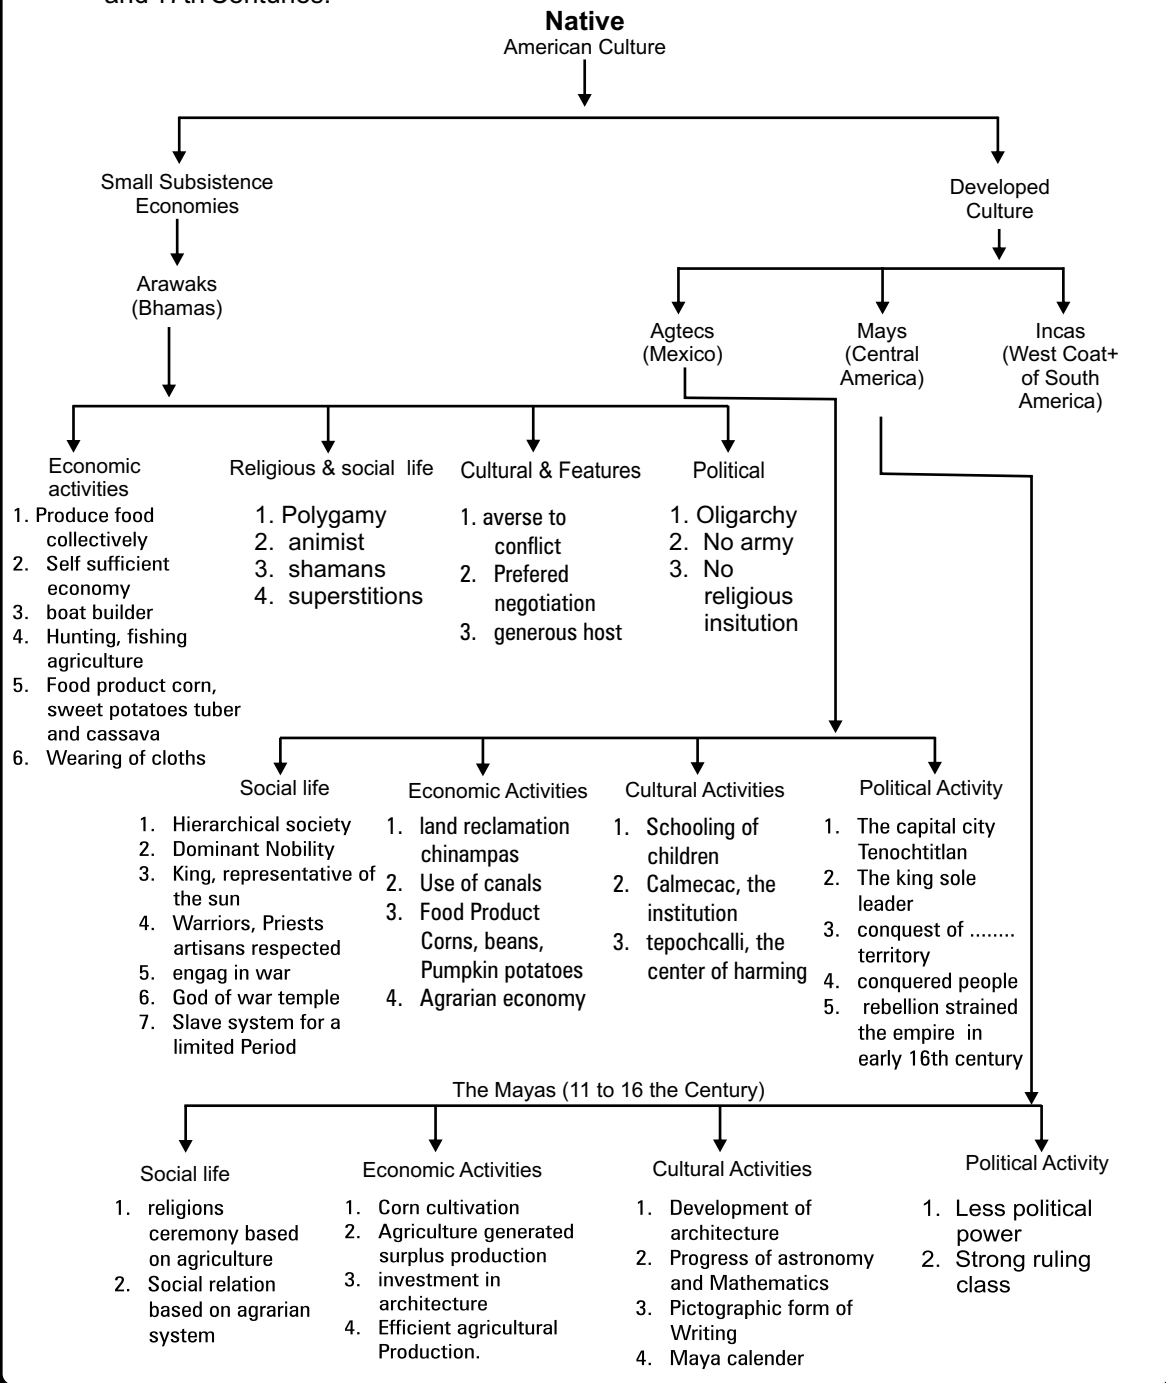 and 17th Centuries.
Native
American Culture
Small Subsistence
Economies
Developed
Culture
Arawaks
(Bhamas)
Agtecs
(Mexico)
Mays
(Central
America)
Incas
(West Coat+
of South
America)
Economic
activities
1. Produce food
collectively
2. Self sufficient
economy
3. boat builder
4. Hunting, fishing
agriculture
5. Food product corn,
sweet potatoes tuber
and cassava
6. Wearing of cloths
Religious & social life
1. Polygamy
2. animist
3. shamans
4. superstitions
Cultural & Features
1. averse to
conflict
2. Prefered
negotiation
3. generous host
Political
1. Oligarchy
2. No army
3. No
religious
insitution
Social life
1. Hierarchical society
2. Dominant Nobility
3. King, representative of
the sun
4. Warriors, Priests
artisans respected
5. engag in war
6. God of war temple
7. Slave system for a
limited Period
Economic Activities
1. land reclamation
chinampas
2. Use of canals
3. Food Product
Corns, beans,
Pumpkin potatoes
4. Agrarian economy
Cultural Activities
1. Schooling of
children
2. Calmecac, the
institution
3. tepochcalli, the
center of harming
Political Activity
1. The capital city
Tenochtitlan
2. The king sole
leader
3. conquest of ........
territory
4. conquered people
5. rebellion strained
the empire in
early 16th century
The Mayas (11 to 16 the Century)
Social life
1. religions
ceremony based
on agriculture
2. Social relation
based on agrarian
system
Economic Activities
1. Corn cultivation
2. Agriculture generated
surplus production
3. investment in
architecture
4. Efficient agricultural
Production.
Cultural Activities
1. Development of
architecture
2. Progress of astronomy
and Mathematics
3. Pictographic form of
Writing
4. Maya calender
Political Activity
1. Less political
power
2. Strong ruling
class